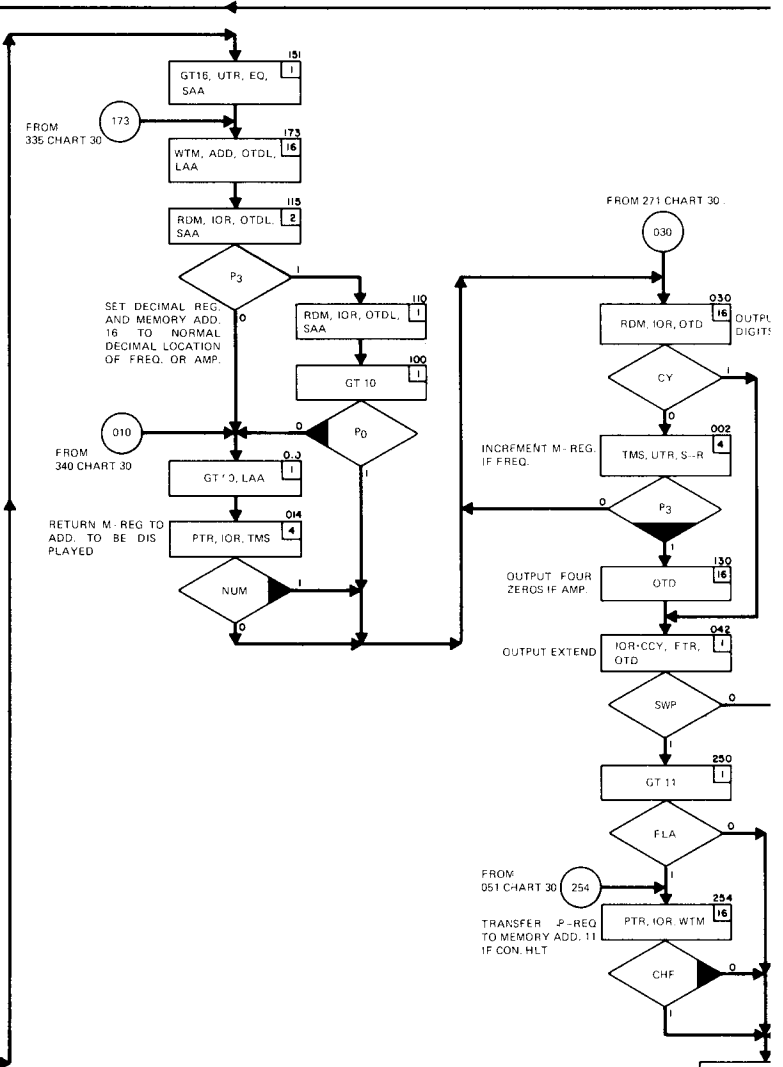 151
1
GT16, UTR, EQ,
SAA
FROM
335 CHART 30
173
173
16
WTM, ADD, OTDL,
LAA
115
2
RDM, IOR, OTDL,
SAA
P3
1
0
SET DECIMAL REG.
AND MEMORY ADD.
16 TO NORMAL
DECIMAL LOCATION
OF FREQ. OR AMP.
110
1
RDM, IOR, OTDL,
SAA
100
1
GT 10
P0
0
1
010
FROM
340 CHART 30
1
LAA
RETURN M-REG TO
ADD. TO BE DIS
PLAYED
014
4
PTR, IOR, TMS
NUM
1
0
FROM 271 CHART 30
030
030
16
RDM, IOR, OTD
DIGITS
CY
1
0
INCREMENT M-REG.
IF FREQ.
002
4
TMS, UTR, S--R
P3
0
1
OUTPUT FOUR
ZEROS IF AMP.
130
16
OTD
OUTPUT EXTEND
042
1
IOR·CCY, FTR,
OTD
SWP
0
1
250
1
GT 11
FLA
0
1
FROM
051 CHART 30
254
254
16
PTR, IOR, WTM
TRANSFER P-REQ
TO MEMORY ADD. 11
IF CON. HLT
CHF
0
1